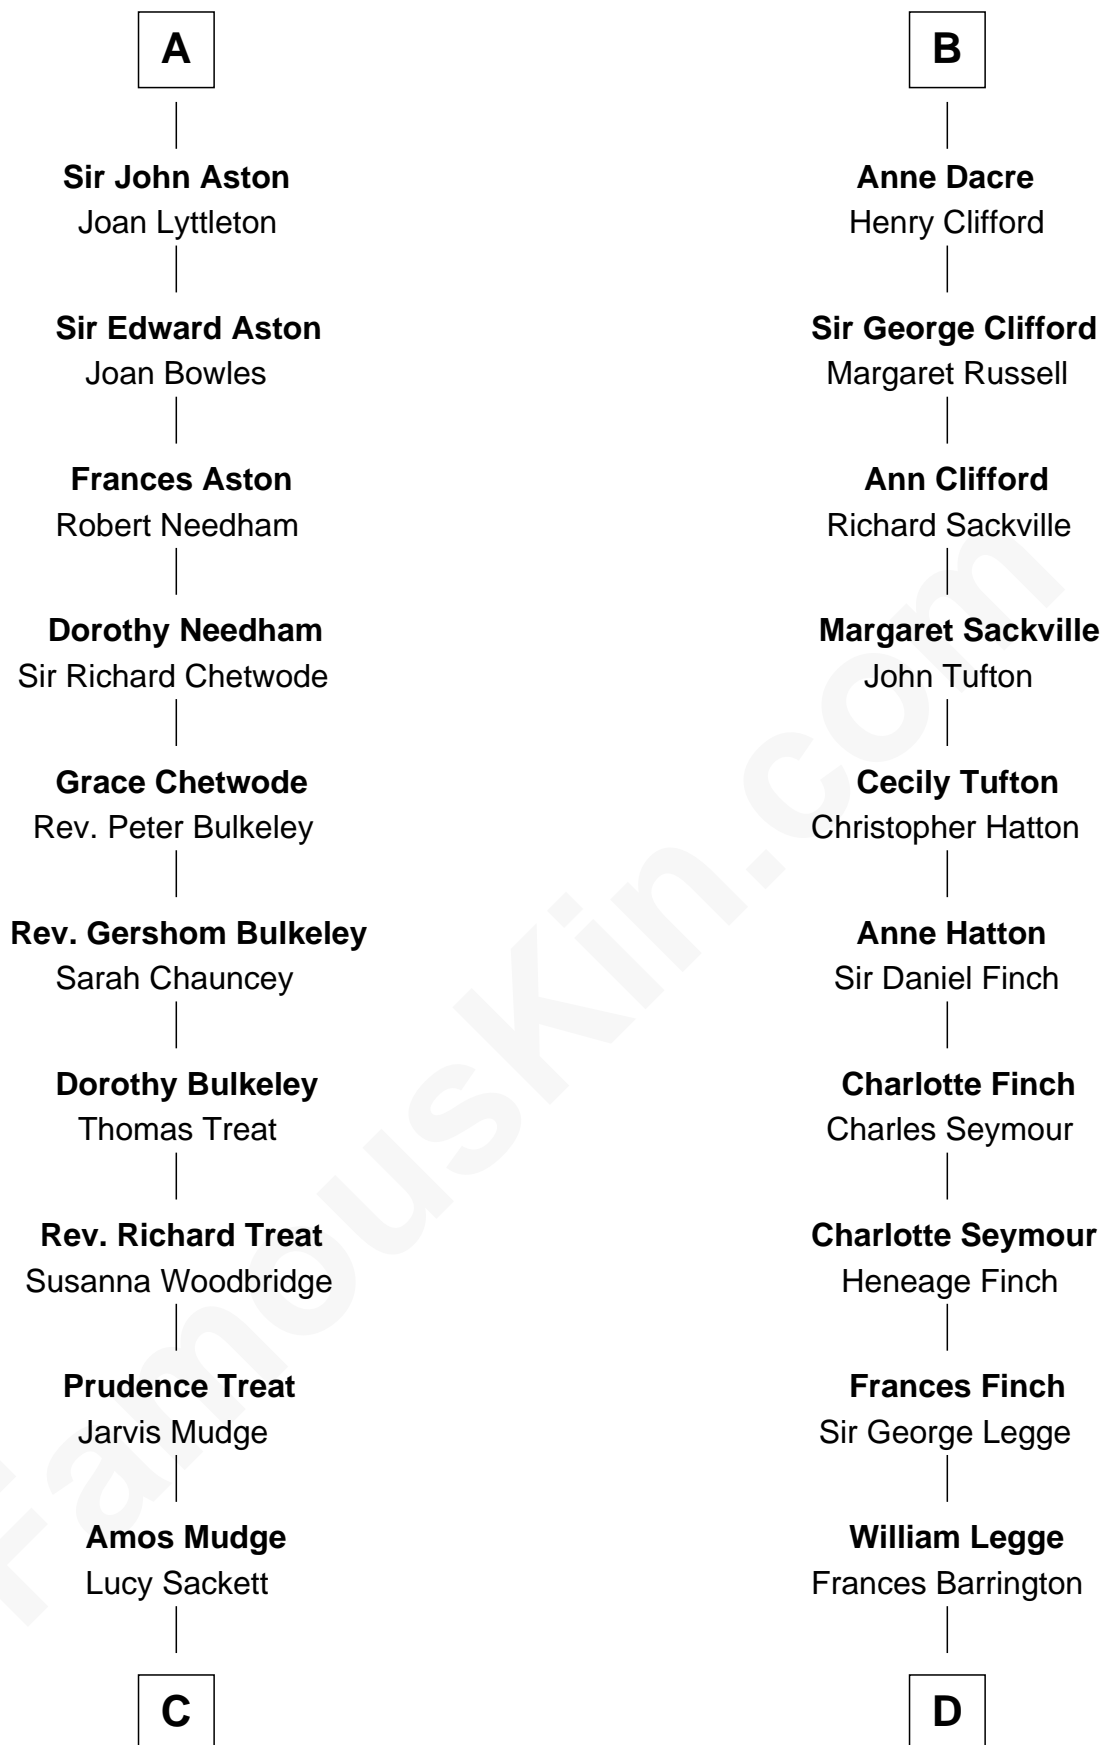 A
Sir John Aston
Joan Lyttleton
Sir Edward Aston
Joan Bowles
Frances Aston
Robert Needham
Dorothy Needham
Sir Richard Chetwode
Grace Chetwode
Rev. Peter Bulkeley
Rev. Gershom Bulkeley
Sarah Chauncey
Dorothy Bulkeley
Thomas Treat
Rev. Richard Treat
Susanna Woodbridge
Prudence Treat
Jarvis Mudge
Amos Mudge
Lucy Sackett
C
B
Anne Dacre
Henry Clifford
Sir George Clifford
Margaret Russell
Ann Clifford
Richard Sackville
Margaret Sackville
John Tufton
Cecily Tufton
Christopher Hatton
Anne Hatton
Sir Daniel Finch
Charlotte Finch
Charles Seymour
Charlotte Seymour
Heneage Finch
Frances Finch
Sir George Legge
William Legge
Frances Barrington
D
FamousKin.com